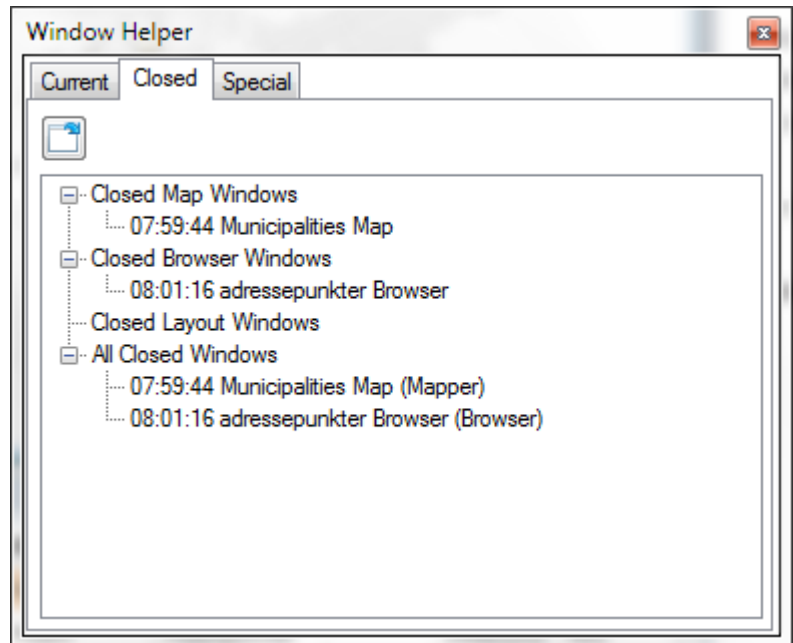 Window Helper
Current Closed Special
Closed Map Windows
07:59:44 Municipalities Map
Closed Browser Windows
08:01:16 adressepunkter Browser
Closed Layout Windows
All Closed Windows
07:59:44 Municipalities Map (Mapper)
08:01:16 adressepunkter Browser (Browser)